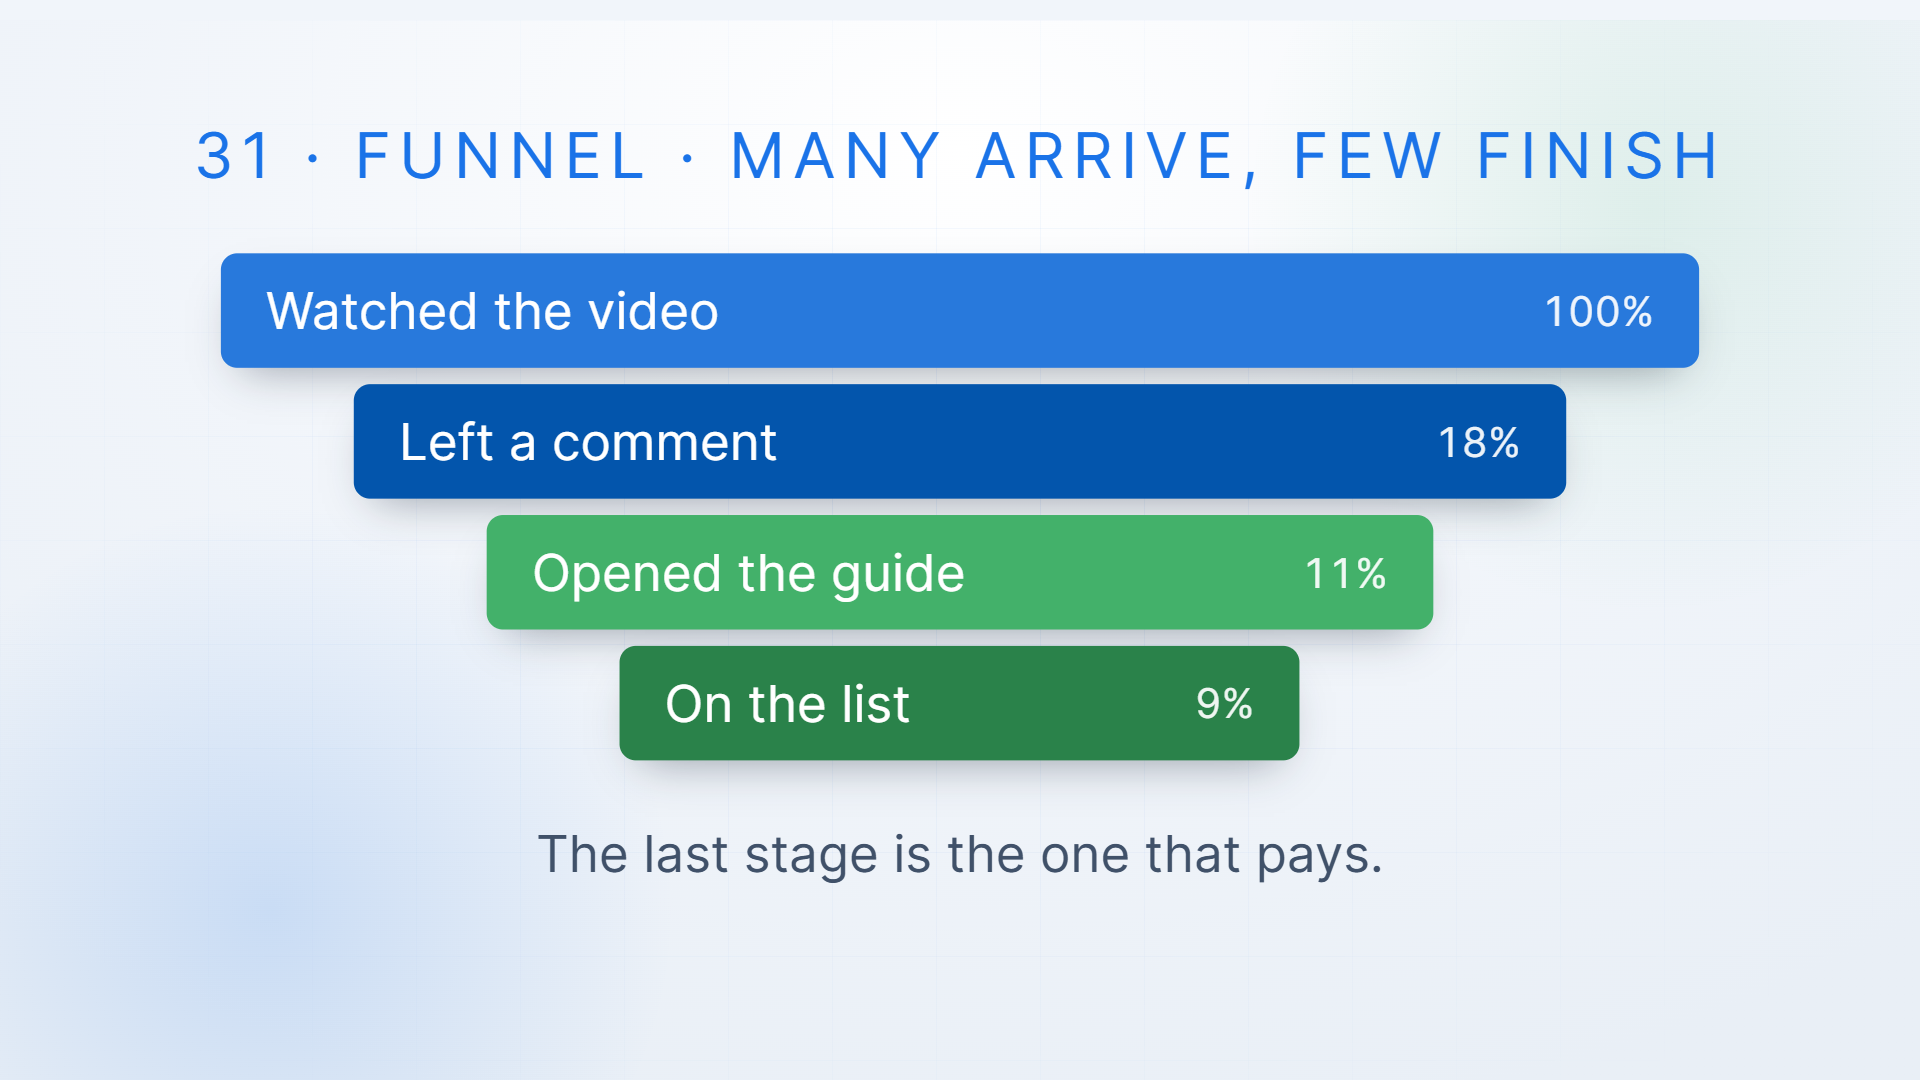 31 · FUNNEL · MANY ARRIVE, FEW FINISH
Watched the video 100%
Left a comment 18%
Opened the guide 11%
On the list 9%
The last stage is the one that pays.